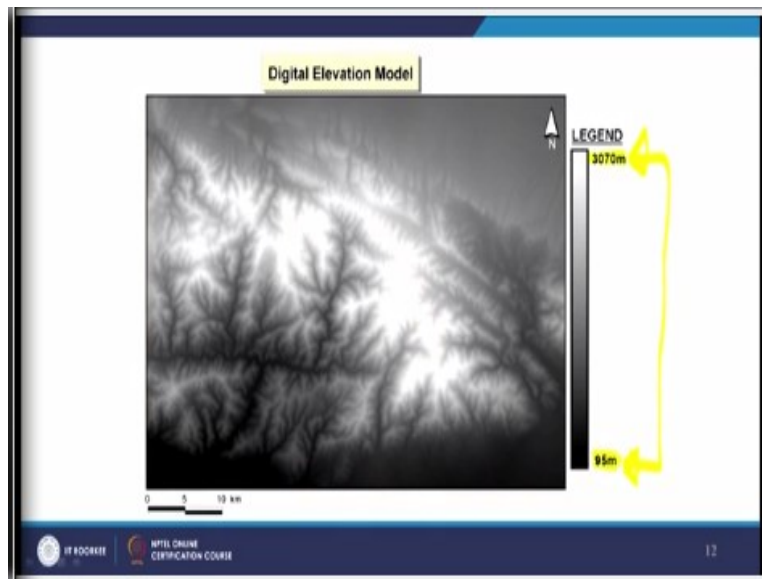 Digital Elevation Model
N
LEGEND
3070m
95m
0 5 10 km
IIT ROORKEE
NPTEL ONLINE
CERTIFICATION COURSE
12